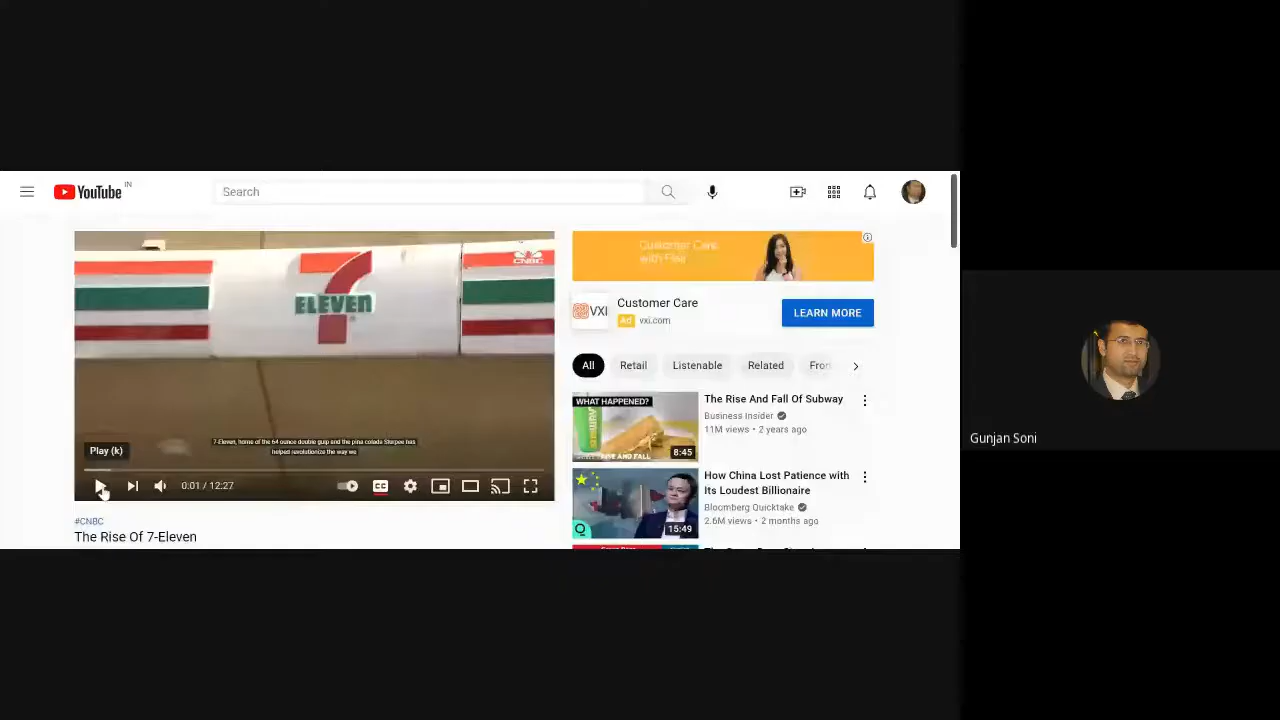 YouTube IN
Search
7
ELEVEN
CNBC
7-Eleven, home of the 64 ounce double gulp and the pina colada Slurpee has
helped revolutionize the way we
Play (k)
0:01 / 12:27
CC
#CNBC
The Rise Of 7-Eleven
Customer Care
VXI
Customer Care
Ad vxi.com
LEARN MORE
All
Retail
Listenable
Related
From
WHAT HAPPENED?
8:45
The Rise And Fall Of Subway
Business Insider
11M views • 2 years ago
15:49
How China Lost Patience with
Its Loudest Billionaire
Bloomberg Quicktake
2.6M views • 2 months ago
Gunjan Soni